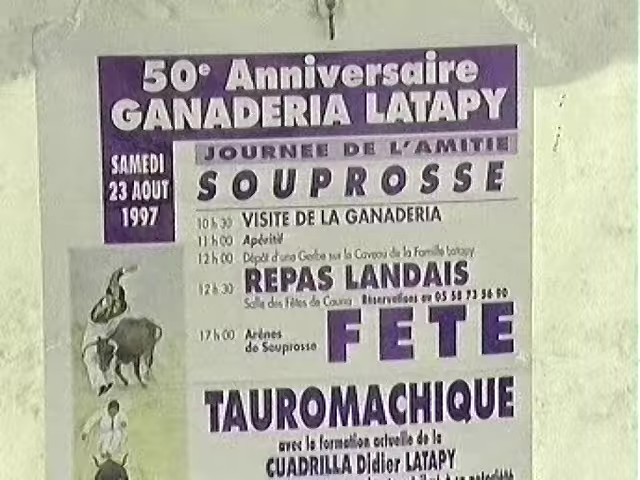 50e Anniversaire
GANADERIA LATAPY
SAMEDI
23 AOUT
1997
JOURNEE DE L'AMITIE
SOUPROSSE
10 h 30 VISITE DE LA GANADERIA
11 h 00 Apéritif
12 h 00 Dépôt d'une Gerbe sur le Caveau de la Famille Latapy
12 h 30 REPAS LANDAIS
Salle des Fêtes de Cauna Réservations au 05 58 73 56 90
17 h 00 Arènes
de Souprosse
FETE
TAUROMACHIQUE
avec la formation actuelle de la
CUADRILLA Didier LATAPY